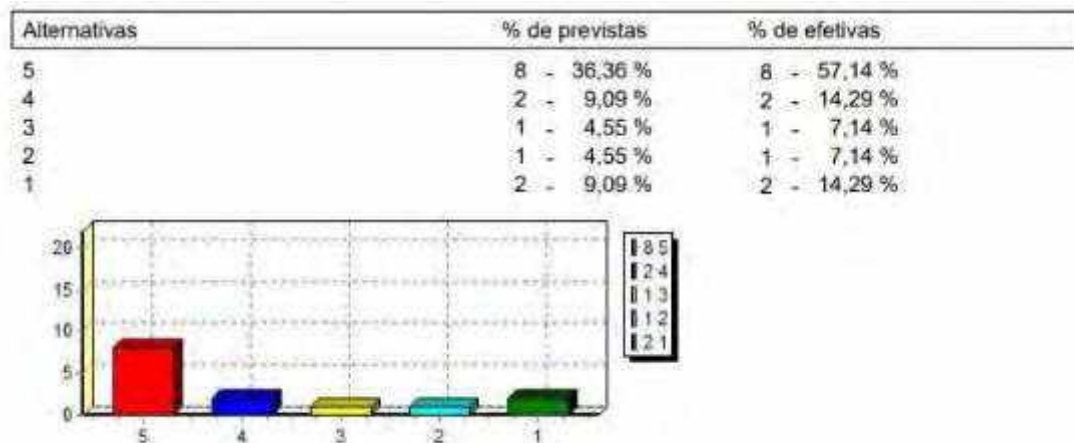 Alternativas % de previstas % de efetivas
5 8 - 36,36 % 8 - 57,14 %
4 2 - 9,09 % 2 - 14,29 %
3 1 - 4,55 % 1 - 7,14 %
2 1 - 4,55 % 1 - 7,14 %
1 2 - 9,09 % 2 - 14,29 %
20
15
10
5
0
5 4 3 2 1
8 5
2 4
1 3
1 2
2 1